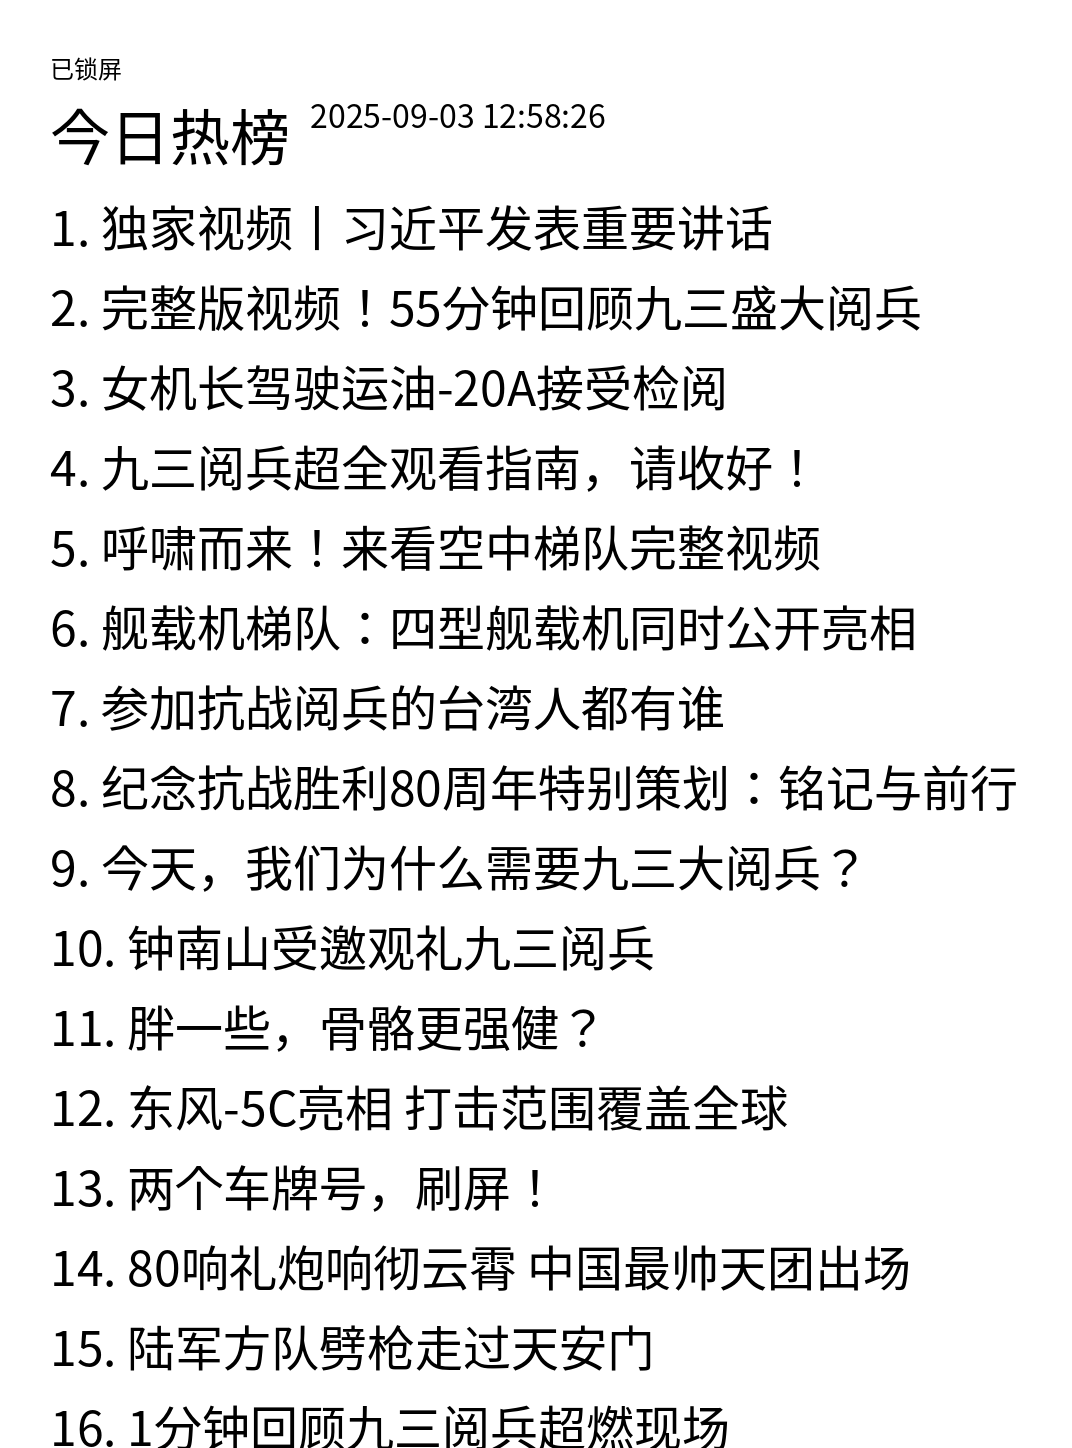 已锁屏
今日热榜 2025-09-03 12:58:26
1. 独家视频丨习近平发表重要讲话
2. 完整版视频！55分钟回顾九三盛大阅兵
3. 女机长驾驶运油-20A接受检阅
4. 九三阅兵超全观看指南，请收好！
5. 呼啸而来！来看空中梯队完整视频
6. 舰载机梯队：四型舰载机同时公开亮相
7. 参加抗战阅兵的台湾人都有谁
8. 纪念抗战胜利80周年特别策划：铭记与前行
9. 今天，我们为什么需要九三大阅兵？
10. 钟南山受邀观礼九三阅兵
11. 胖一些，骨骼更强健？
12. 东风-5C亮相 打击范围覆盖全球
13. 两个车牌号，刷屏！
14. 80响礼炮响彻云霄 中国最帅天团出场
15. 陆军方队劈枪走过天安门
16. 1分钟回顾九三阅兵超燃现场